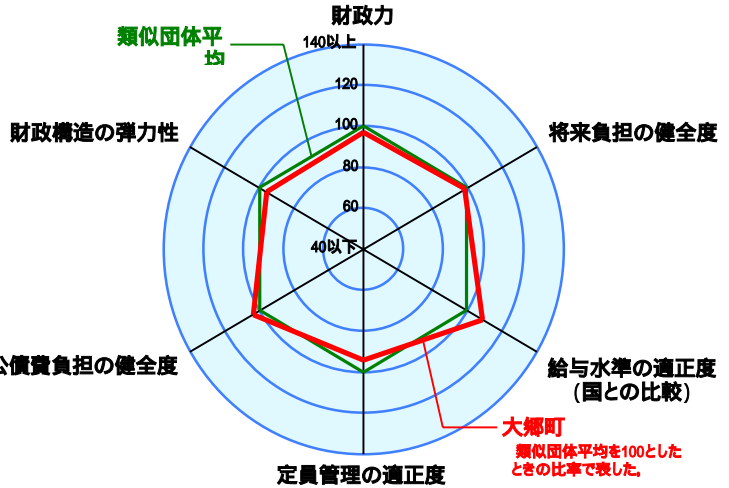 財政力
類似団体平
均
140以上
120
財政構造の弾力性
100
将来負担の健全度
80
60
40以下
公債費負担の健全度
給与水準の適正度
(国との比較)
大郷町
類似団体平均を100とした
ときの比率で表した。
定員管理の適正度